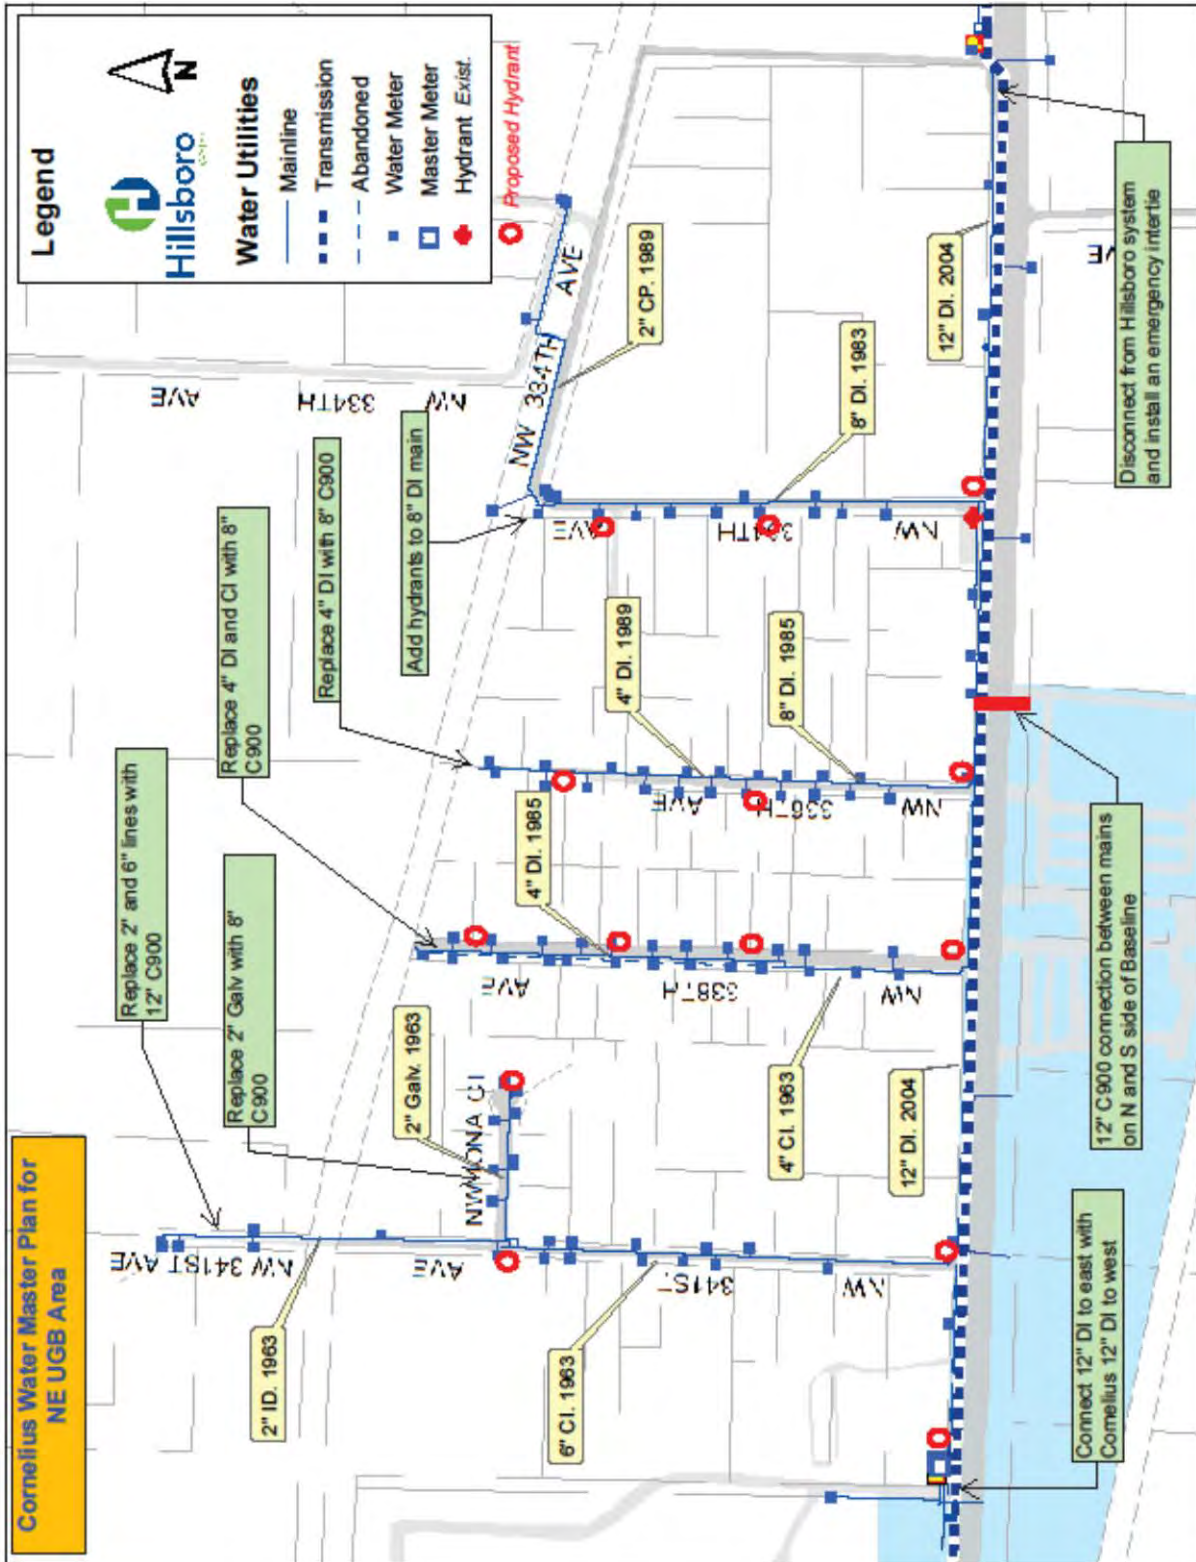 Cornelius Water Master Plan for
NE UGB Area
Legend
Hillsboro
N
Water Utilities
Mainline
Transmission
Abandoned
Water Meter
Master Meter
Hydrant Exist.
Proposed Hydrant
Replace 2" and 6" lines with
12" C900
Replace 2" Galv with 8"
C900
Replace 4" DI and CI with 8"
C900
Replace 4" DI with 8" C900
Add hydrants to 8" DI main
NW 341ST AVE
AVE
341ST
NW
NW MONA CI
AVE
338TH
NW
AVE
336TH
NW
AVE
334TH
NW
NW 334TH AVE
NW
334TH
AVE
2" ID. 1963
2" Galv. 1963
6" CI. 1963
4" DI. 1985
4" CI. 1963
12" DI. 2004
4" DI. 1989
8" DI. 1985
2" CP. 1989
8" DI. 1983
12" DI. 2004
Connect 12" DI to east with
Cornelius 12" DI to west
12" C900 connection between mains
on N and S side of Baseline
Disconnect from Hillsboro system
and install an emergency intertie